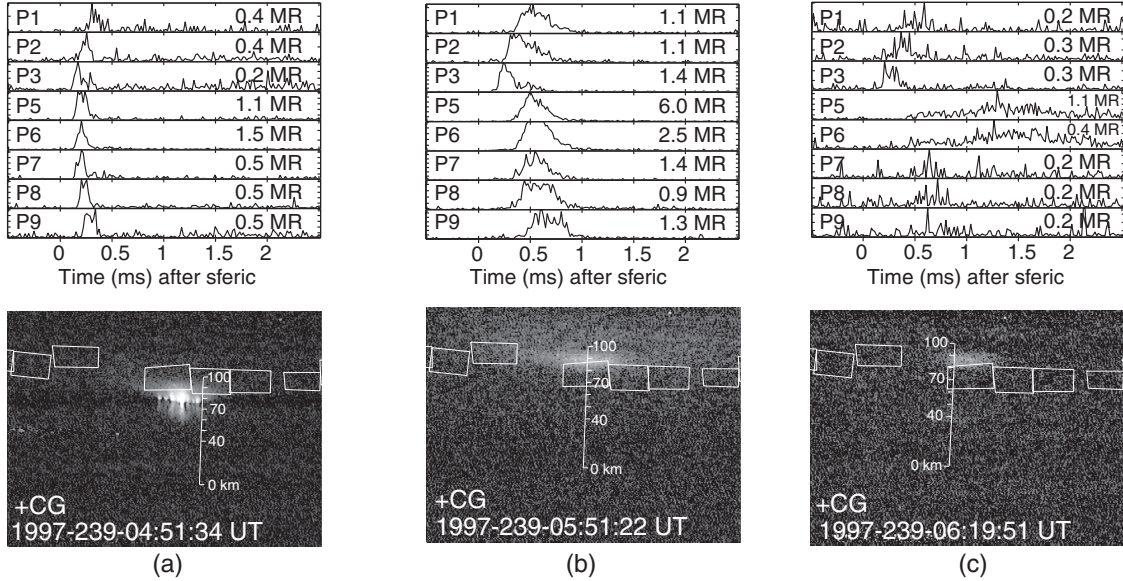 P1 0.4 MR
P2 0.4 MR
P3 0.2 MR
P5 1.1 MR
P6 1.5 MR
P7 0.5 MR
P8 0.5 MR
P9 0.5 MR
0 0.5 1 1.5 2
Time (ms) after sferic
100
70
40
0 km
+CG
1997-239-04:51:34 UT
(a)
P1 1.1 MR
P2 1.1 MR
P3 1.4 MR
P5 6.0 MR
P6 2.5 MR
P7 1.4 MR
P8 0.9 MR
P9 1.3 MR
0 0.5 1 1.5 2
Time (ms) after sferic
100
70
40
0 km
+CG
1997-239-05:51:22 UT
(b)
P1 0.2 MR
P2 0.3 MR
P3 0.3 MR
P5 1.1 MR
P6 0.4 MR
P7 0.2 MR
P8 0.2 MR
P9 0.2 MR
0 0.5 1 1.5 2
Time (ms) after sferic
100
70
40
0 km
+CG
1997-239-06:19:51 UT
(c)